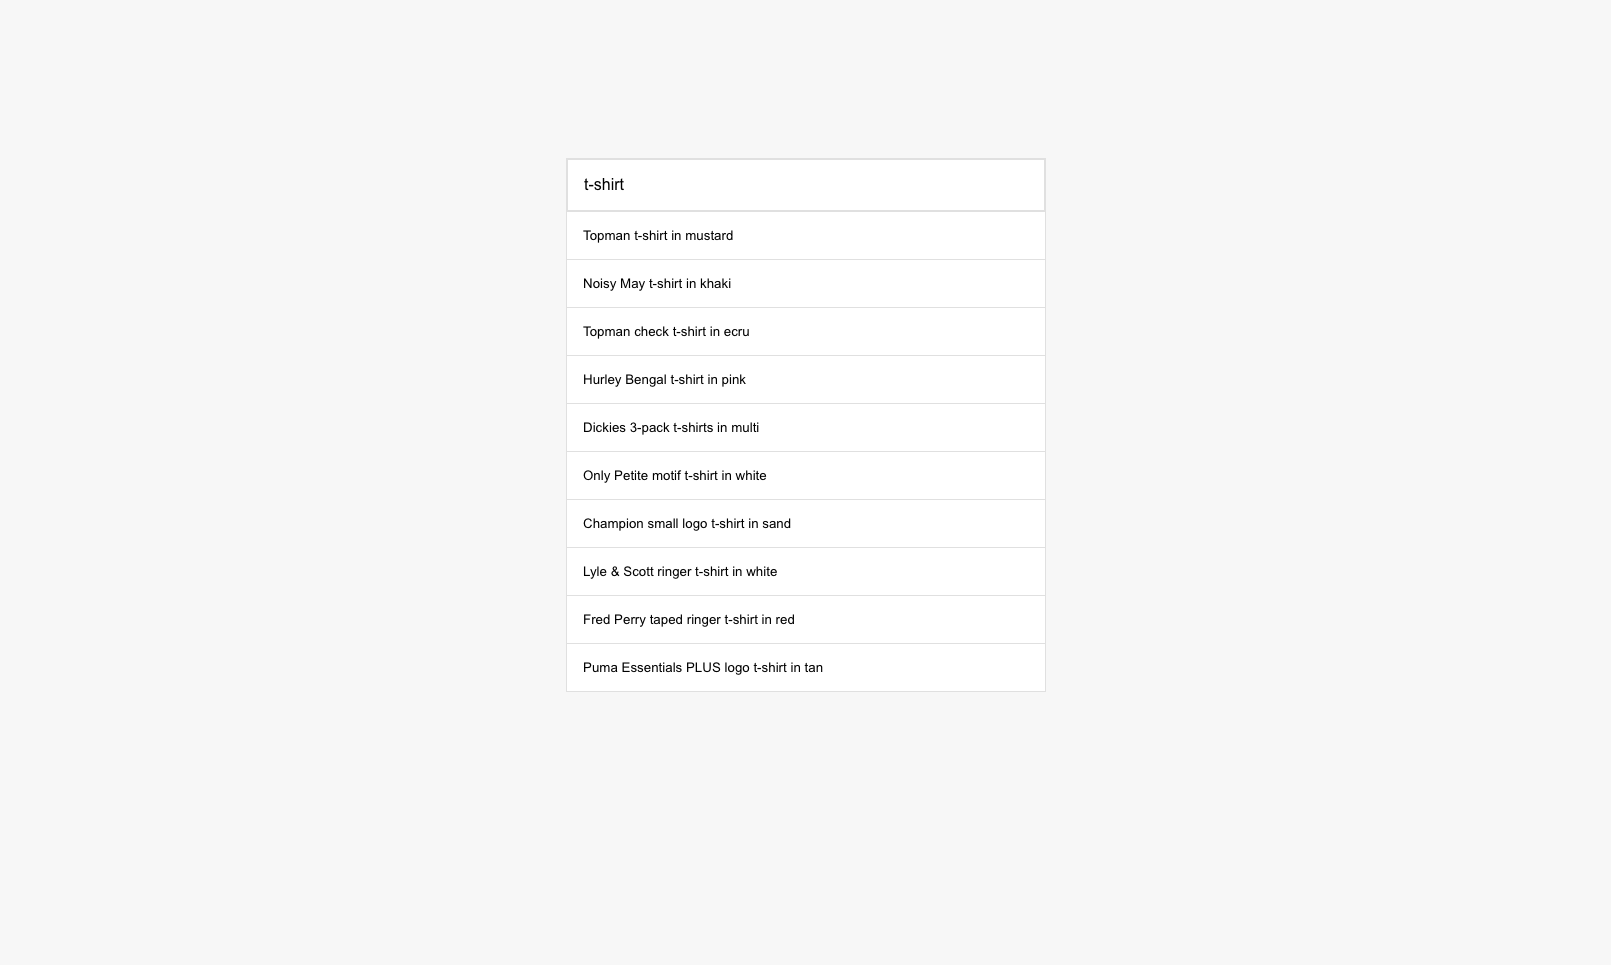 t-shirt
Topman t-shirt in mustard
Noisy May t-shirt in khaki
Topman check t-shirt in ecru
Hurley Bengal t-shirt in pink
Dickies 3-pack t-shirts in multi
Only Petite motif t-shirt in white
Champion small logo t-shirt in sand
Lyle & Scott ringer t-shirt in white
Fred Perry taped ringer t-shirt in red
Puma Essentials PLUS logo t-shirt in tan